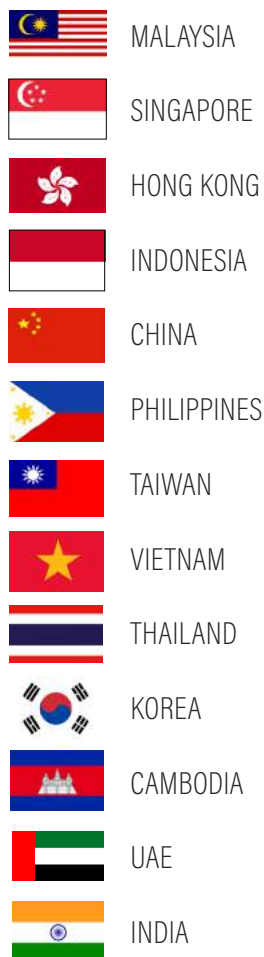 MALAYSIA
SINGAPORE
HONG KONG
INDONESIA
CHINA
PHILIPPINES
TAIWAN
VIETNAM
THAILAND
KOREA
CAMBODIA
UAE
INDIA